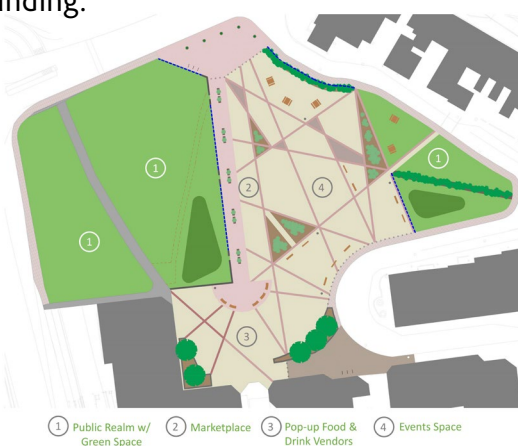 nding.
1
1
1
2
4
3
1 Public Realm w/ Green Space
2 Marketplace
3 Pop-up Food & Drink Vendors
4 Events Space